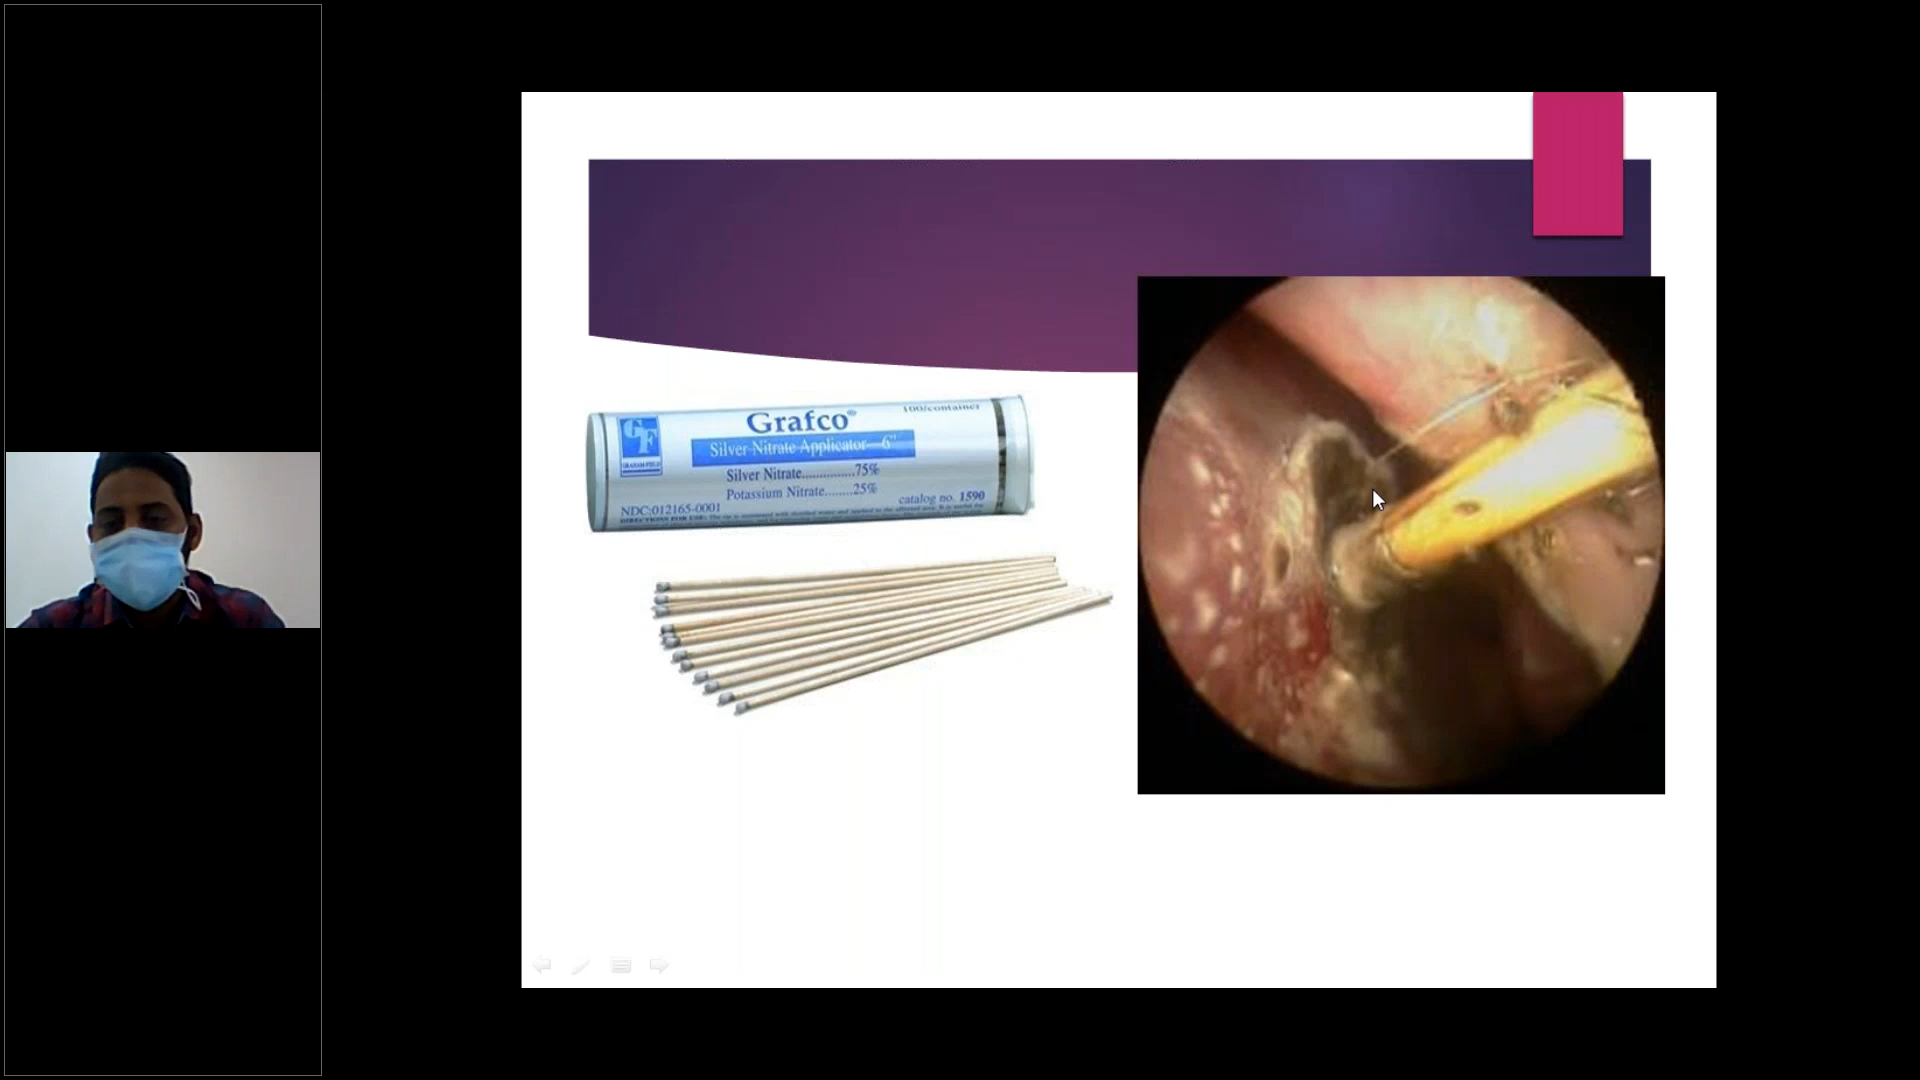 100/container
Grafco®
GF
GRAHAM-FIELD
Silver Nitrate Applicator—6"
Silver Nitrate..............75%
Potassium Nitrate........25%
catalog no. 1590
NDC:012165-0001
DIRECTIONS FOR USE: The tip is moistened with distilled water and applied to the affected area. It is useful for